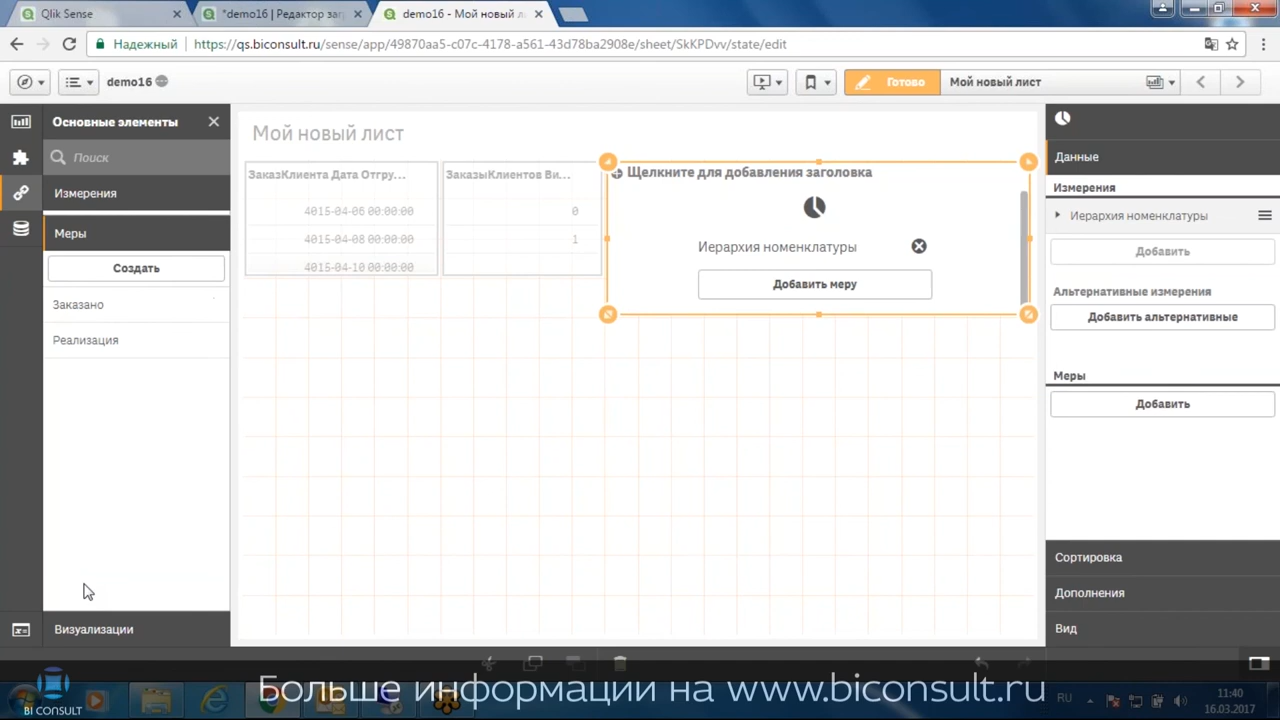 Qlik Sense
*demo16 | Редактор заг
demo16 - Мой новый л
Надежный
https://qs.biconsult.ru/sense/app/49870aa5-c07c-4178-a561-43d78ba2908e/sheet/SkKPDvv/state/edit
demo16
Готово
Мой новый лист
Основные элементы
Поиск
Измерения
Меры
Создать
Заказано
Реализация
Визуализации
Мой новый лист
ЗаказКлиента Дата Отгру...
4015-04-06 00:00:00
4015-04-08 00:00:00
4015-04-10 00:00:00
ЗаказыКлиентов Ви...
0
1
Щелкните для добавления заголовка
Иерархия номенклатуры
Добавить меру
Данные
Измерения
Иерархия номенклатуры
Добавить
Альтернативные измерения
Добавить альтернативные
Меры
Добавить
Сортировка
Дополнения
Вид
BI CONSULT
Больше информации на www.biconsult.ru
RU
11:40
16.03.2017